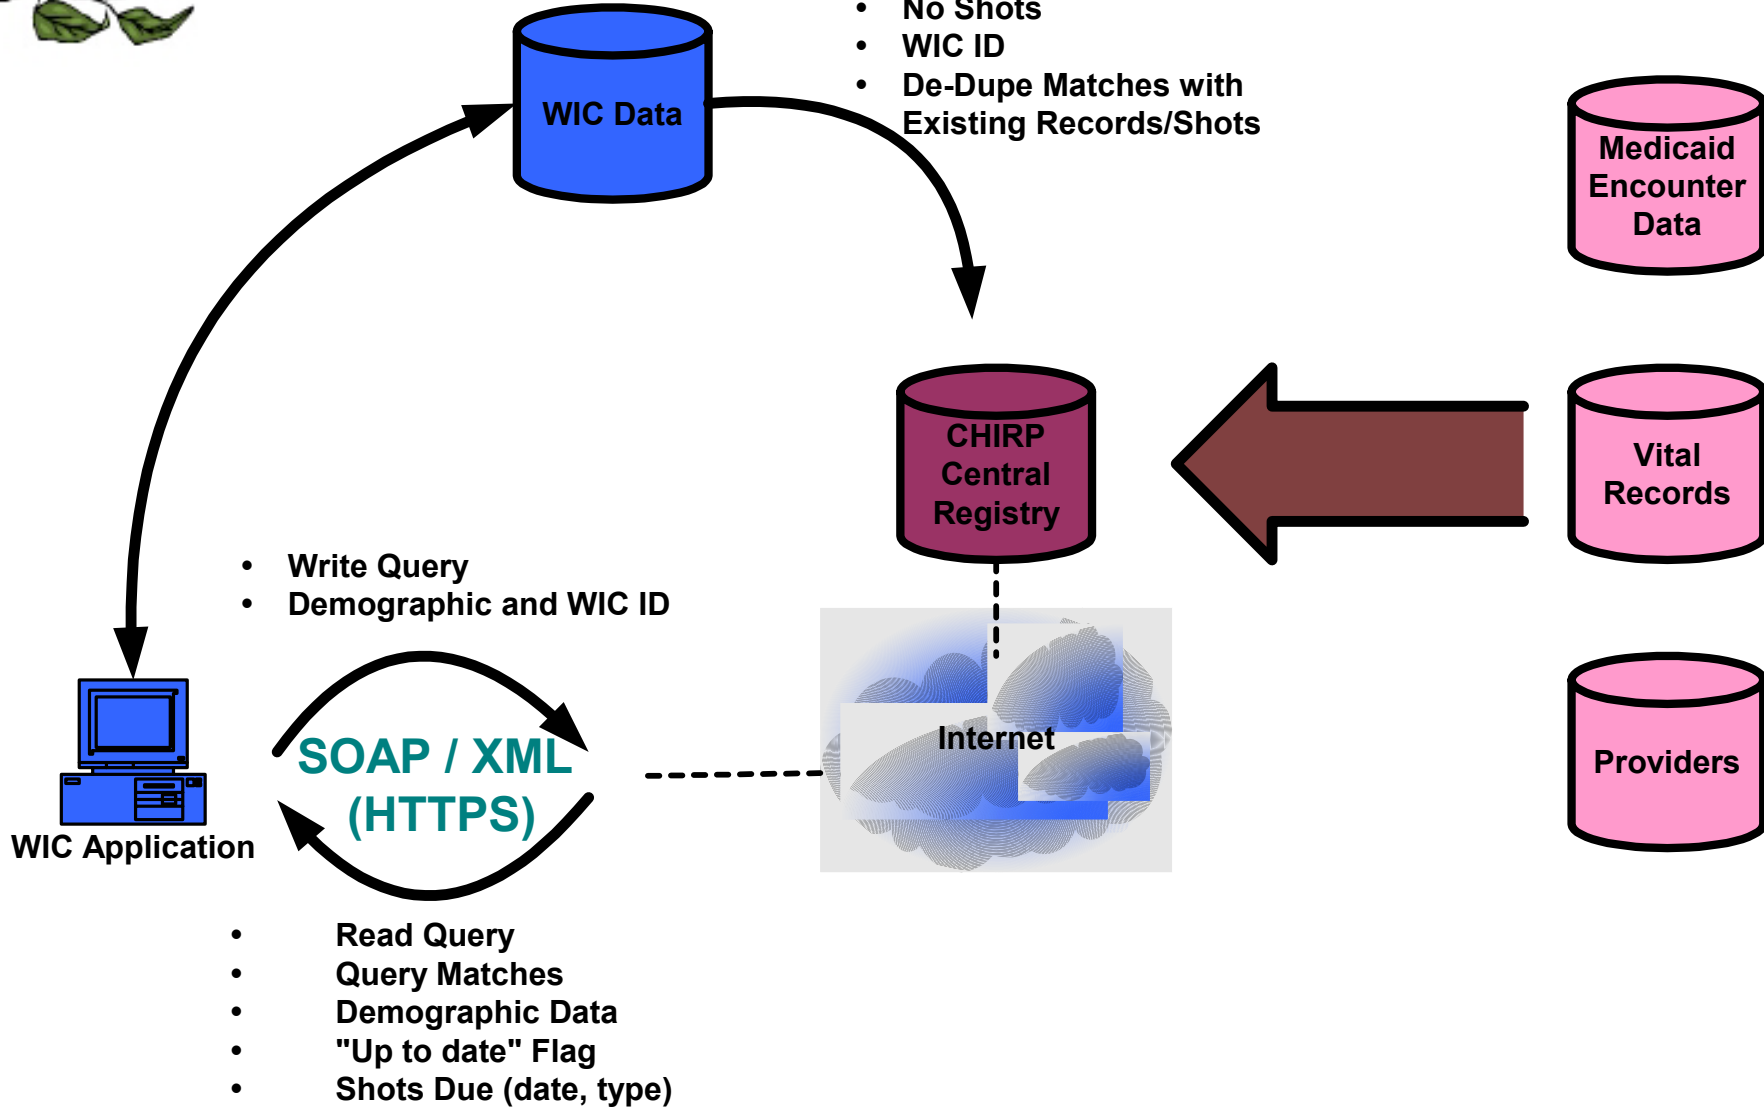 • No Shots
• WIC ID
• De-Dupe Matches with
Existing Records/Shots
WIC Data
Medicaid
Encounter
Data
CHIRP
Central
Registry
Vital
Records
• Write Query
• Demographic and WIC ID
SOAP / XML
(HTTPS)
Internet
Providers
WIC Application
• Read Query
• Query Matches
• Demographic Data
• "Up to date" Flag
• Shots Due (date, type)